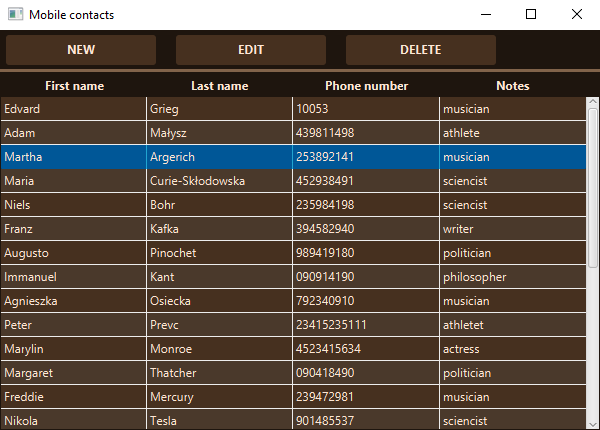 Mobile contacts
NEW EDIT DELETE
First name Last name Phone number Notes
Edvard Grieg 10053 musician
Adam Małysz 439811498 athlete
Martha Argerich 253892141 musician
Maria Curie-Skłodowska 452938491 sciencist
Niels Bohr 235984198 sciencist
Franz Kafka 394582940 writer
Augusto Pinochet 989419180 politician
Immanuel Kant 090914190 philosopher
Agnieszka Osiecka 792340910 musician
Peter Prevc 23415235111 athletet
Marylin Monroe 4523415634 actress
Margaret Thatcher 090418490 politician
Freddie Mercury 239472981 musician
Nikola Tesla 901485537 sciencist